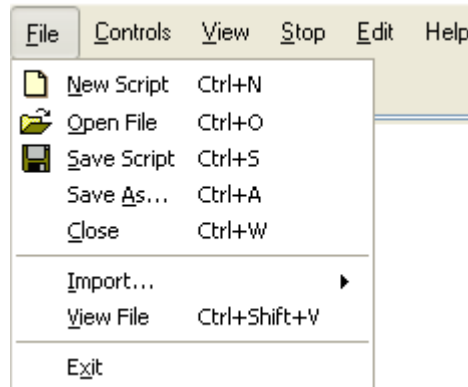 File Controls View Stop Edit Help
New Script Ctrl+N
Open File Ctrl+O
Save Script Ctrl+S
Save As... Ctrl+A
Close Ctrl+W
Import...
View File Ctrl+Shift+V
Exit